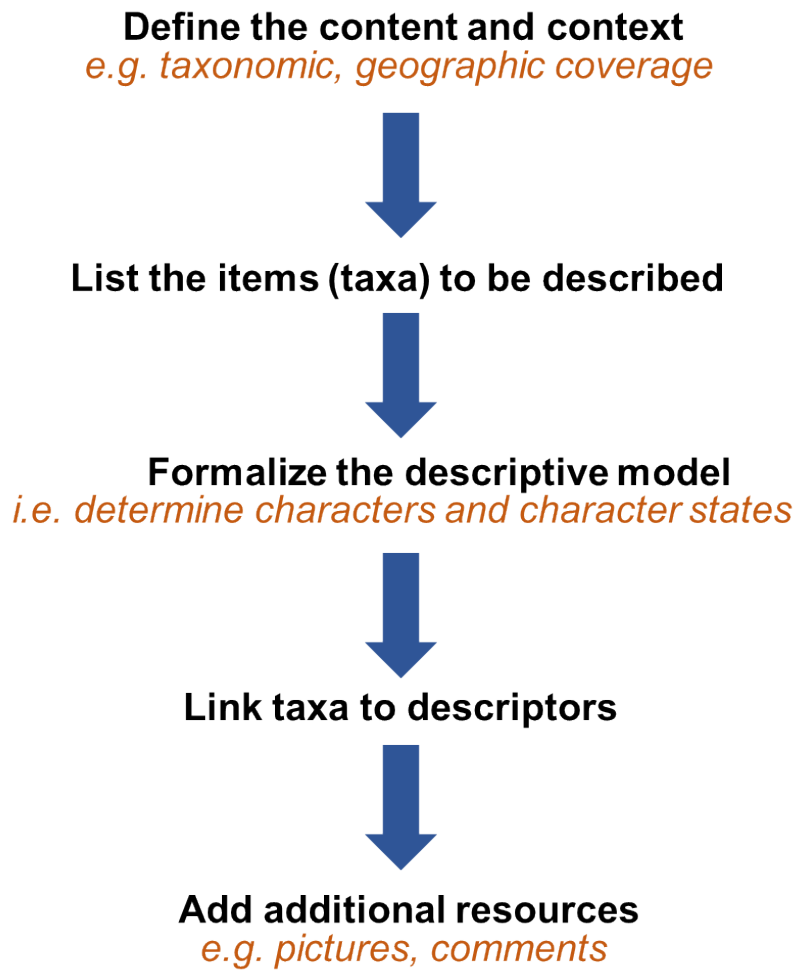 Define the content and context
e.g. taxonomic, geographic coverage
List the items (taxa) to be described
Formalize the descriptive model
i.e. determine characters and character states
Link taxa to descriptors
Add additional resources
e.g. pictures, comments